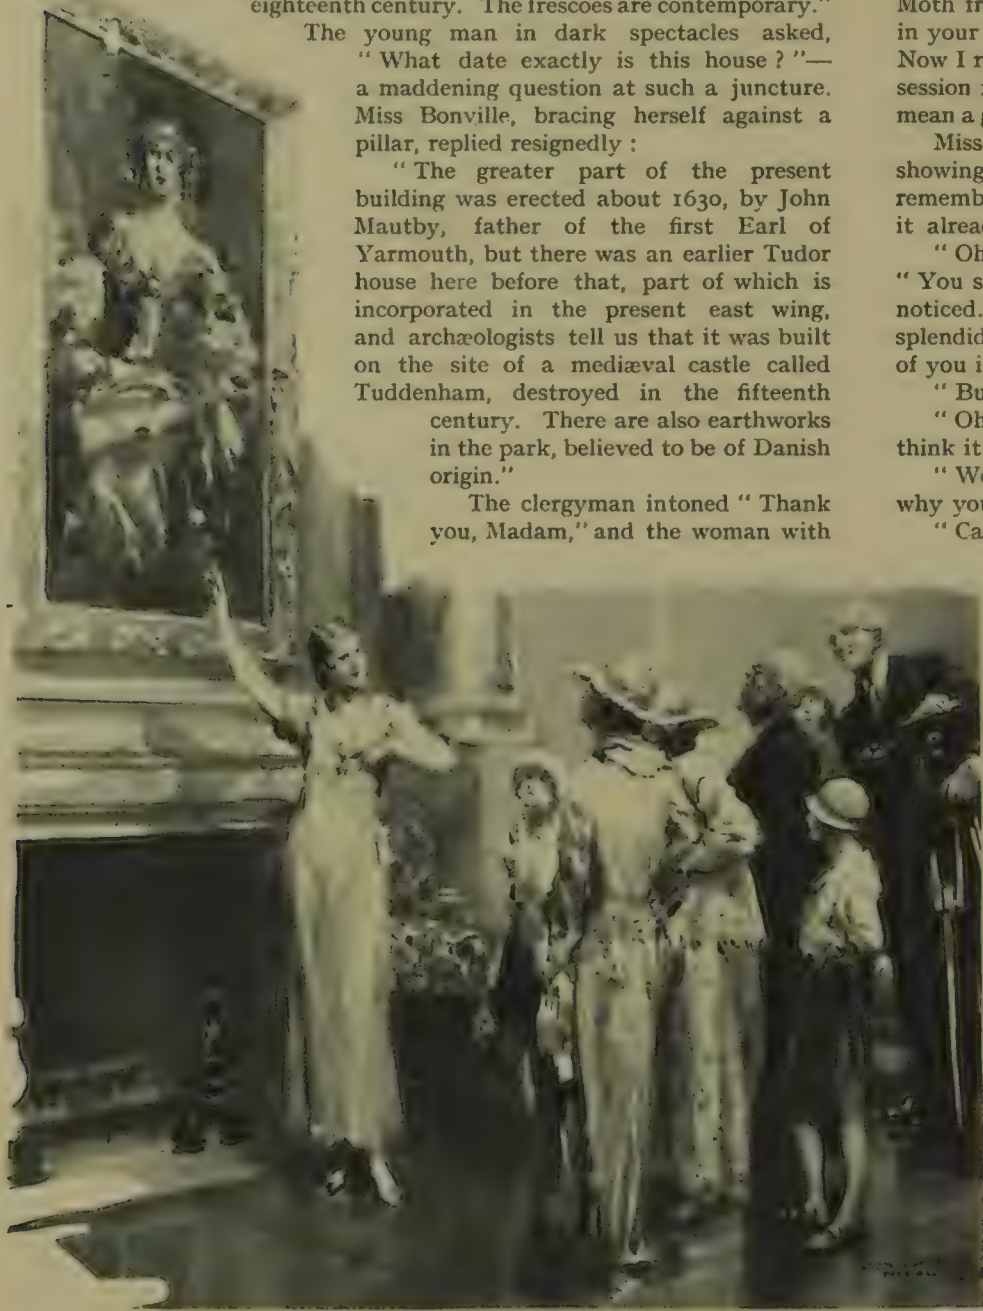 eighteenth century. The frescoes are contemporary."
The young man in dark spectacles asked,
" What date exactly is this house ? "—
a maddening question at such a juncture.
Miss Bonville, bracing herself against a
pillar, replied resignedly :
" The greater part of the present
building was erected about 1630, by John
Mautby, father of the first Earl of
Yarmouth, but there was an earlier Tudor
house here before that, part of which is
incorporated in the present east wing,
and archæologists tell us that it was built
on the site of a mediæval castle called
Tuddenham, destroyed in the fifteenth
century. There are also earthworks
in the park, believed to be of Danish
origin."
The clergyman intoned " Thank
you, Madam," and the woman with
Moth
in your
Now I
session
mean a
Miss
showing
it
" Oh
" You
noticed.
of you
" Oh
think it
why